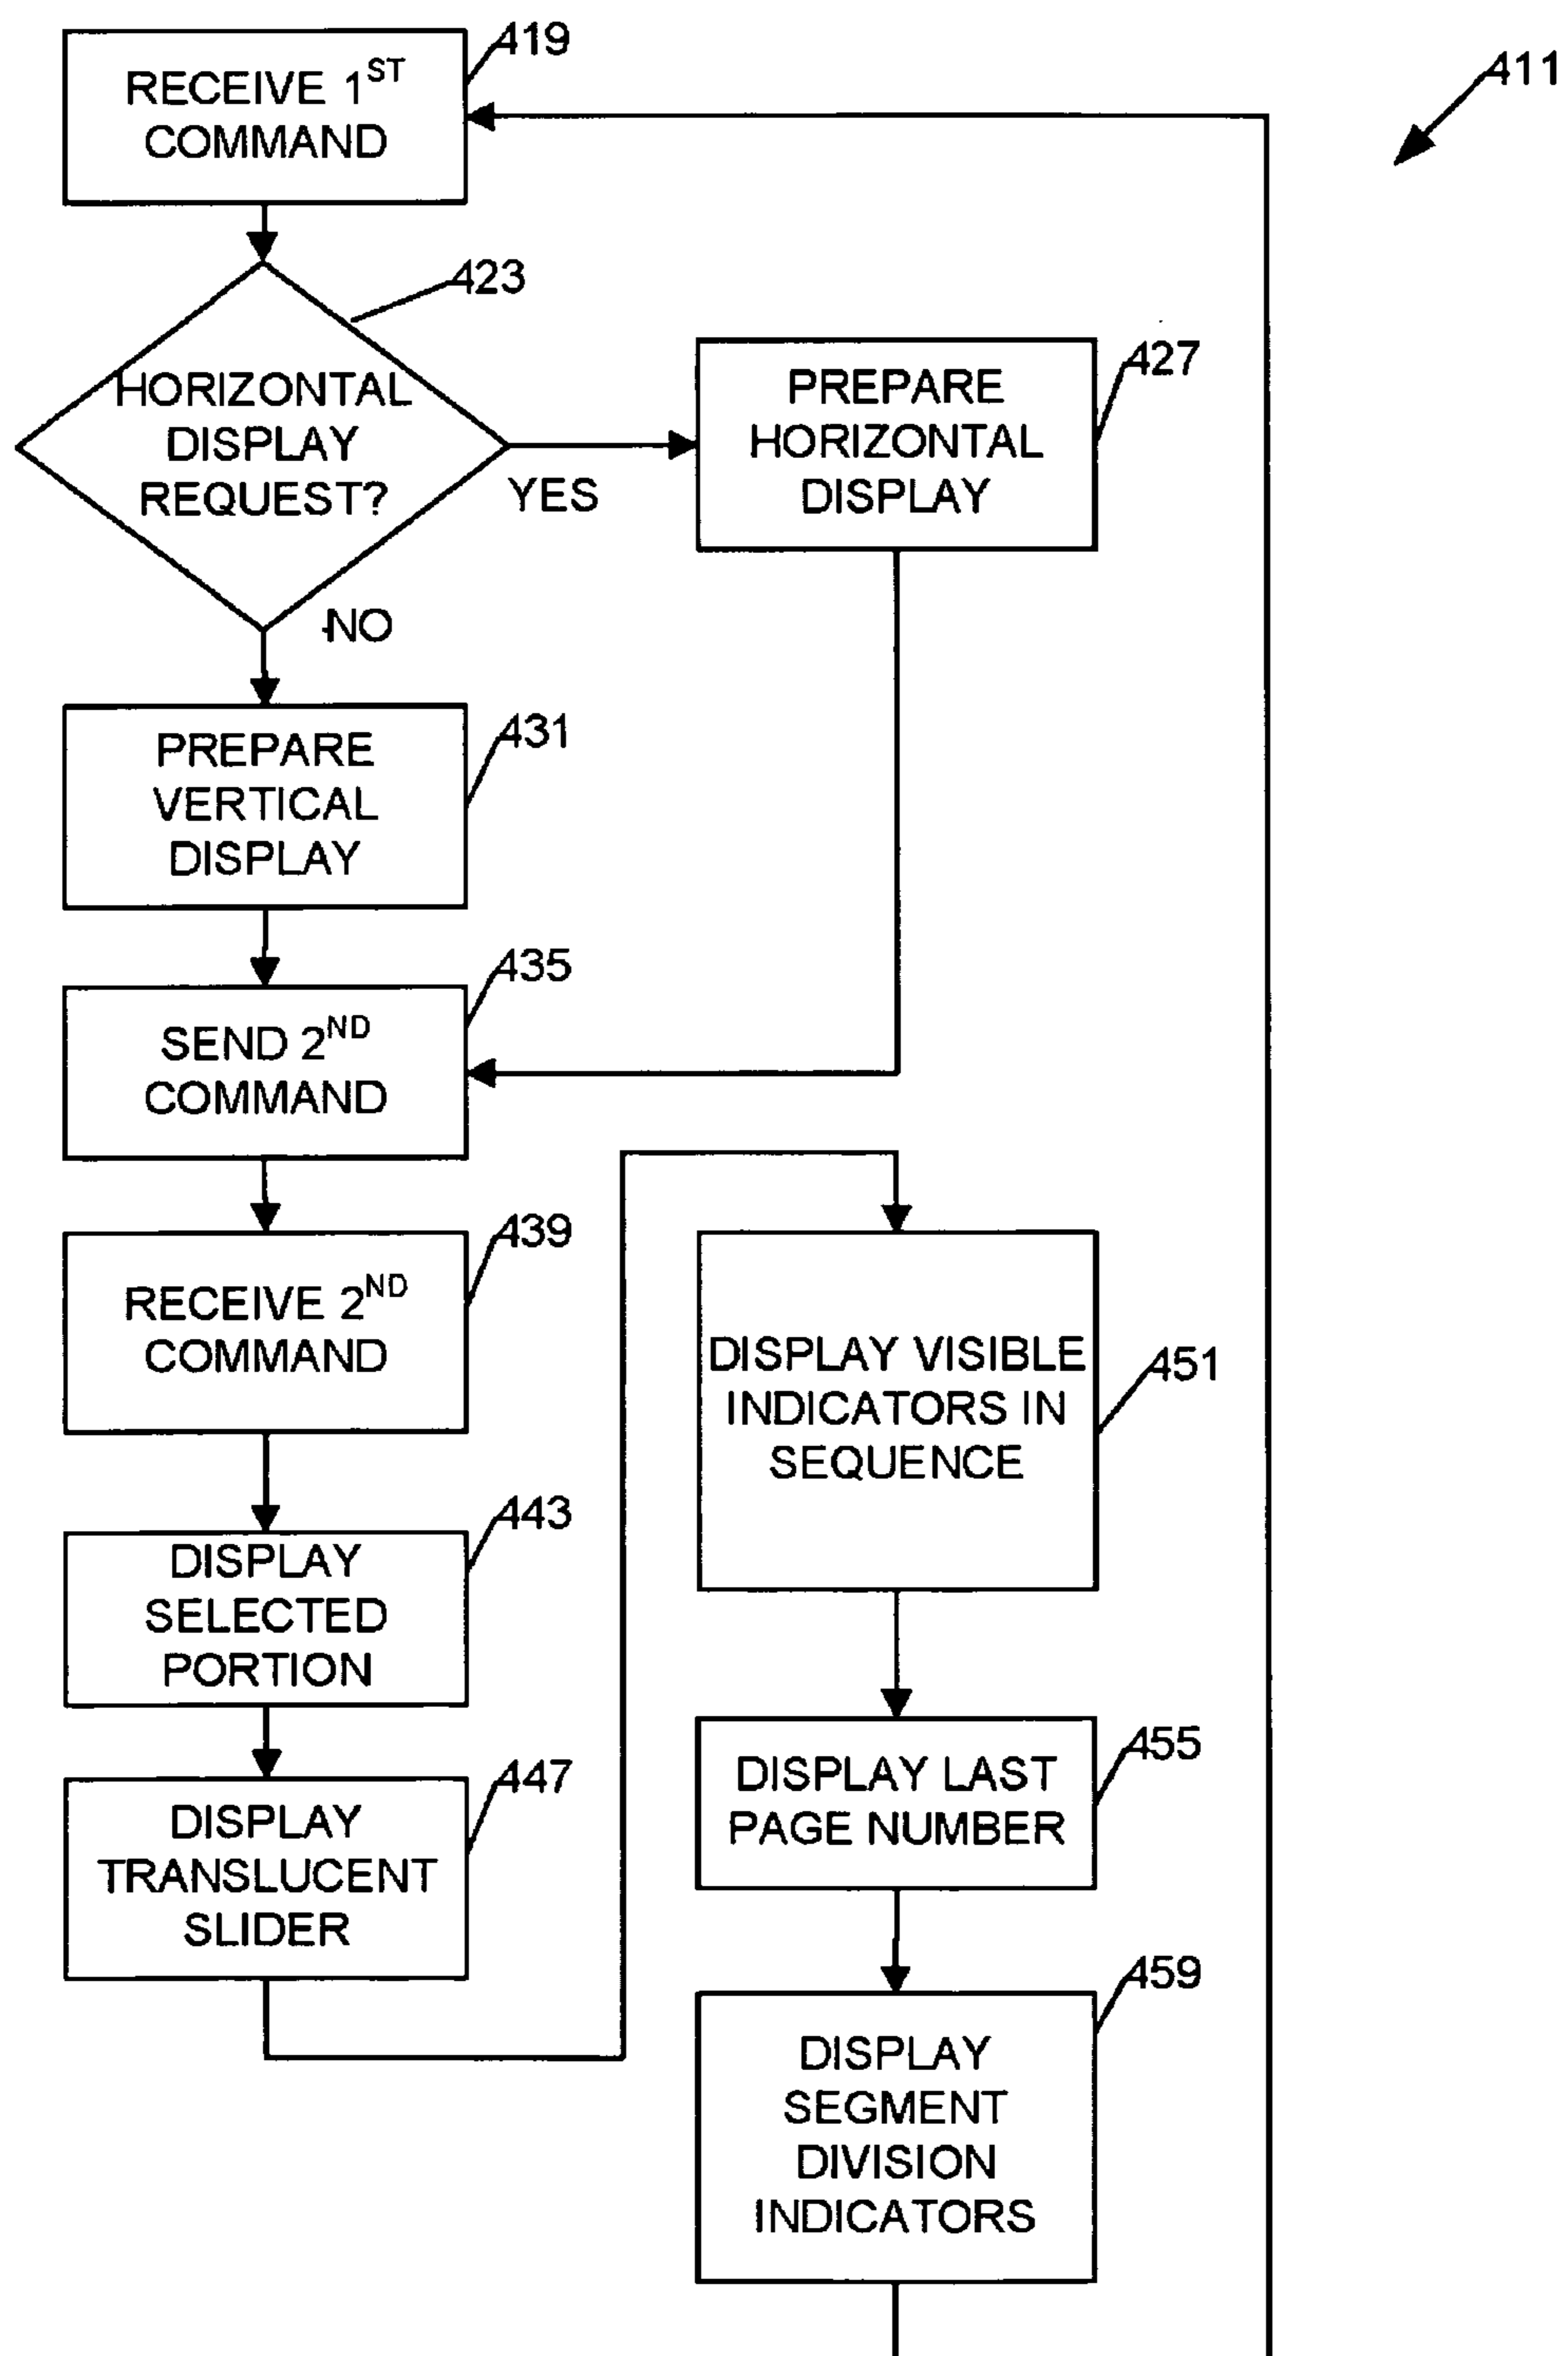 419
RECEIVE 1ST
COMMAND
411
423
HORIZONTAL
DISPLAY
REQUEST?
YES
NO
427
PREPARE
HORIZONTAL
DISPLAY
431
PREPARE
VERTICAL
DISPLAY
435
SEND 2ND
COMMAND
439
RECEIVE 2ND
COMMAND
443
DISPLAY
SELECTED
PORTION
447
DISPLAY
TRANSLUCENT
SLIDER
451
DISPLAY VISIBLE
INDICATORS IN
SEQUENCE
455
DISPLAY LAST
PAGE NUMBER
459
DISPLAY
SEGMENT
DIVISION
INDICATORS